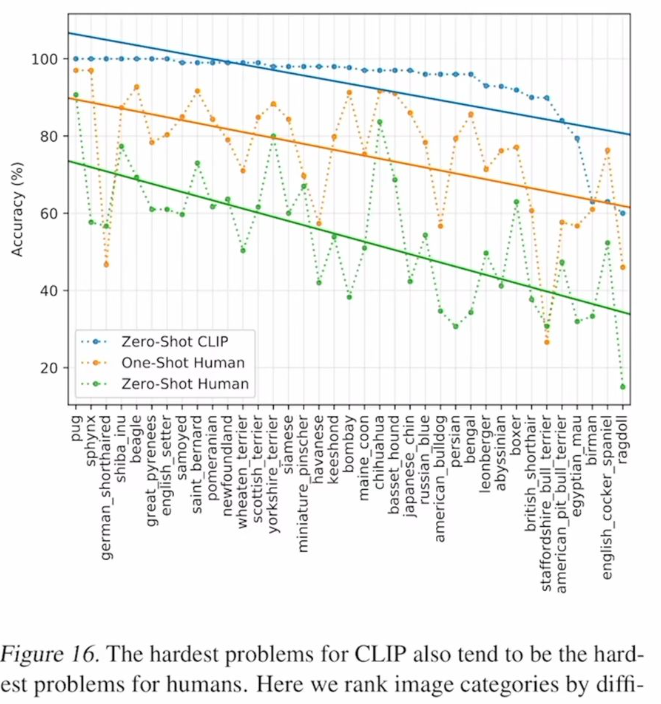 100
80
60
40
20
Accuracy (%)
Zero-Shot CLIP
One-Shot Human
Zero-Shot Human
pug
sphynx
german_shorthaired
shiba_inu
beagle
great_pyrenees
english_setter
samoyed
saint_bernard
pomeranian
newfoundland
wheaten_terrier
scottish_terrier
yorkshire_terrier
siamese
miniature_pinscher
havanese
keeshond
bombay
maine_coon
chihuahua
basset_hound
japanese_chin
russian_blue
american_bulldog
persian
bengal
leonberger
abyssinian
boxer
british_shorthair
staffordshire_bull_terrier
american_pit_bull_terrier
egyptian_mau
birman
english_cocker_spaniel
ragdoll
Figure 16. The hardest problems for CLIP also tend to be the hard-
est problems for humans. Here we rank image categories by diffi-